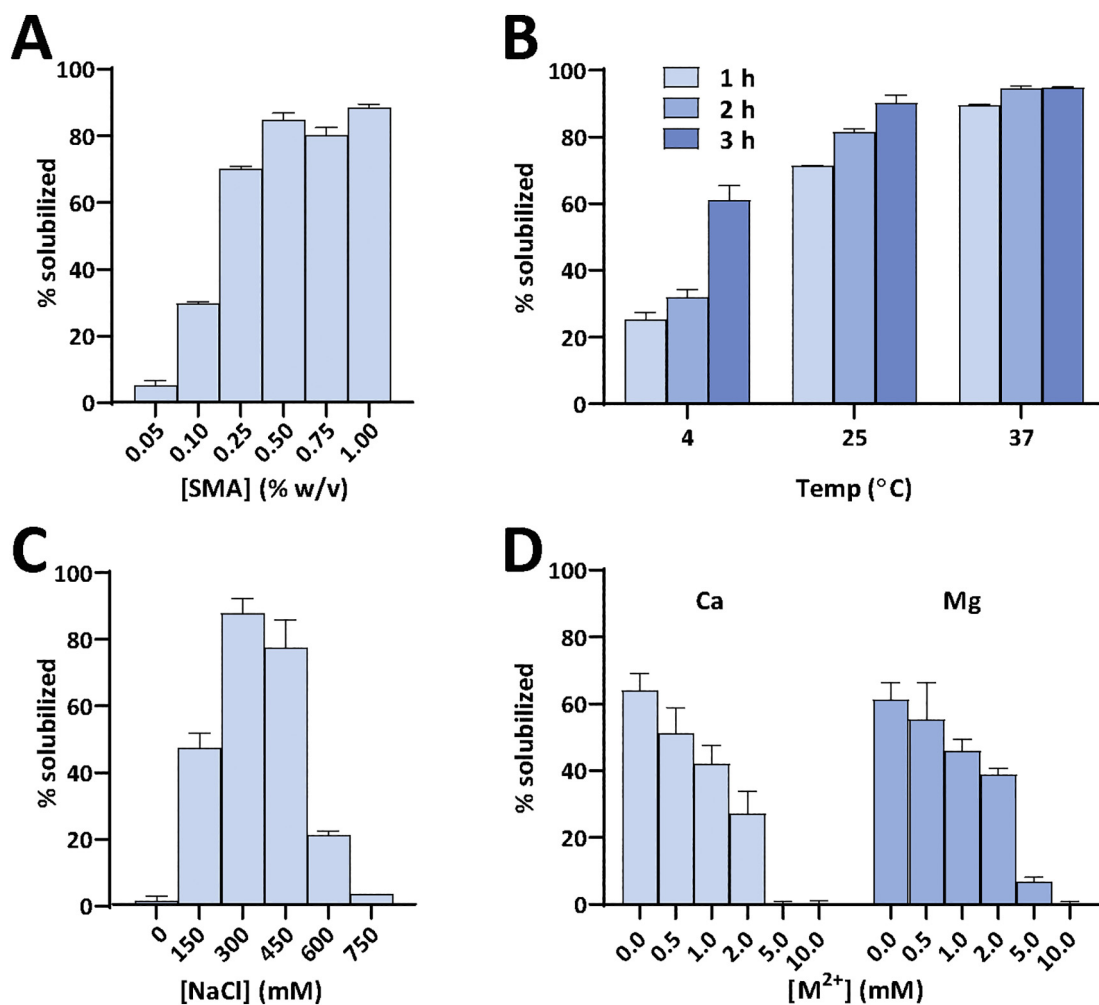 A
% solubilized
100
80
60
40
20
0
0.05 0.10 0.25 0.50 0.75 1.00
[SMA] (% w/v)
B
% solubilized
100
80
60
40
20
0
1 h
2 h
3 h
4 25 37
Temp (°C)
C
% solubilized
100
80
60
40
20
0
0 150 300 450 600 750
[NaCl] (mM)
D
% solubilized
100
80
60
40
20
0
Ca Mg
0.0 0.5 1.0 2.0 5.0 10.0 0.0 0.5 1.0 2.0 5.0 10.0
[M²⁺] (mM)